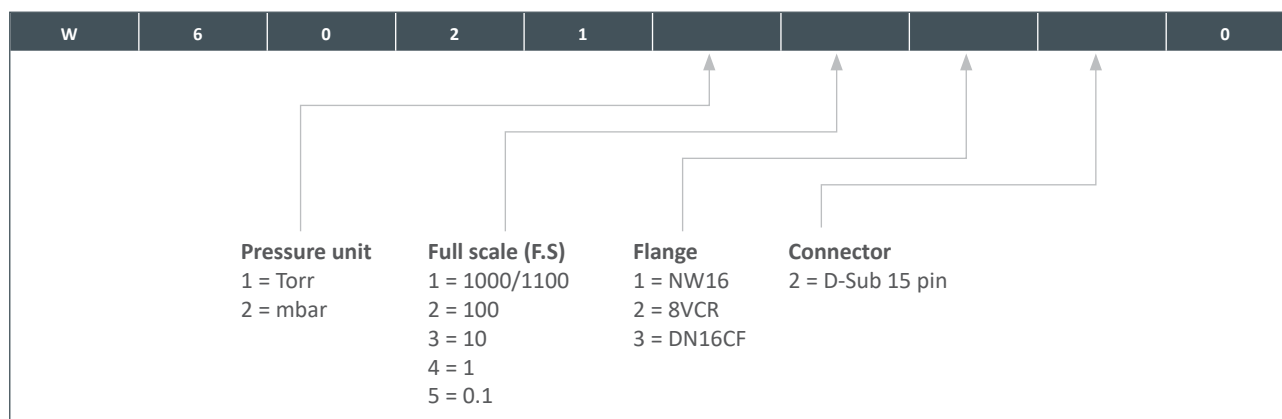 W 6 0 2 1 0
Pressure unit
1 = Torr
2 = mbar
Full scale (F.S)
1 = 1000/1100
2 = 100
3 = 10
4 = 1
5 = 0.1
Flange
1 = NW16
2 = 8VCR
3 = DN16CF
Connector
2 = D-Sub 15 pin